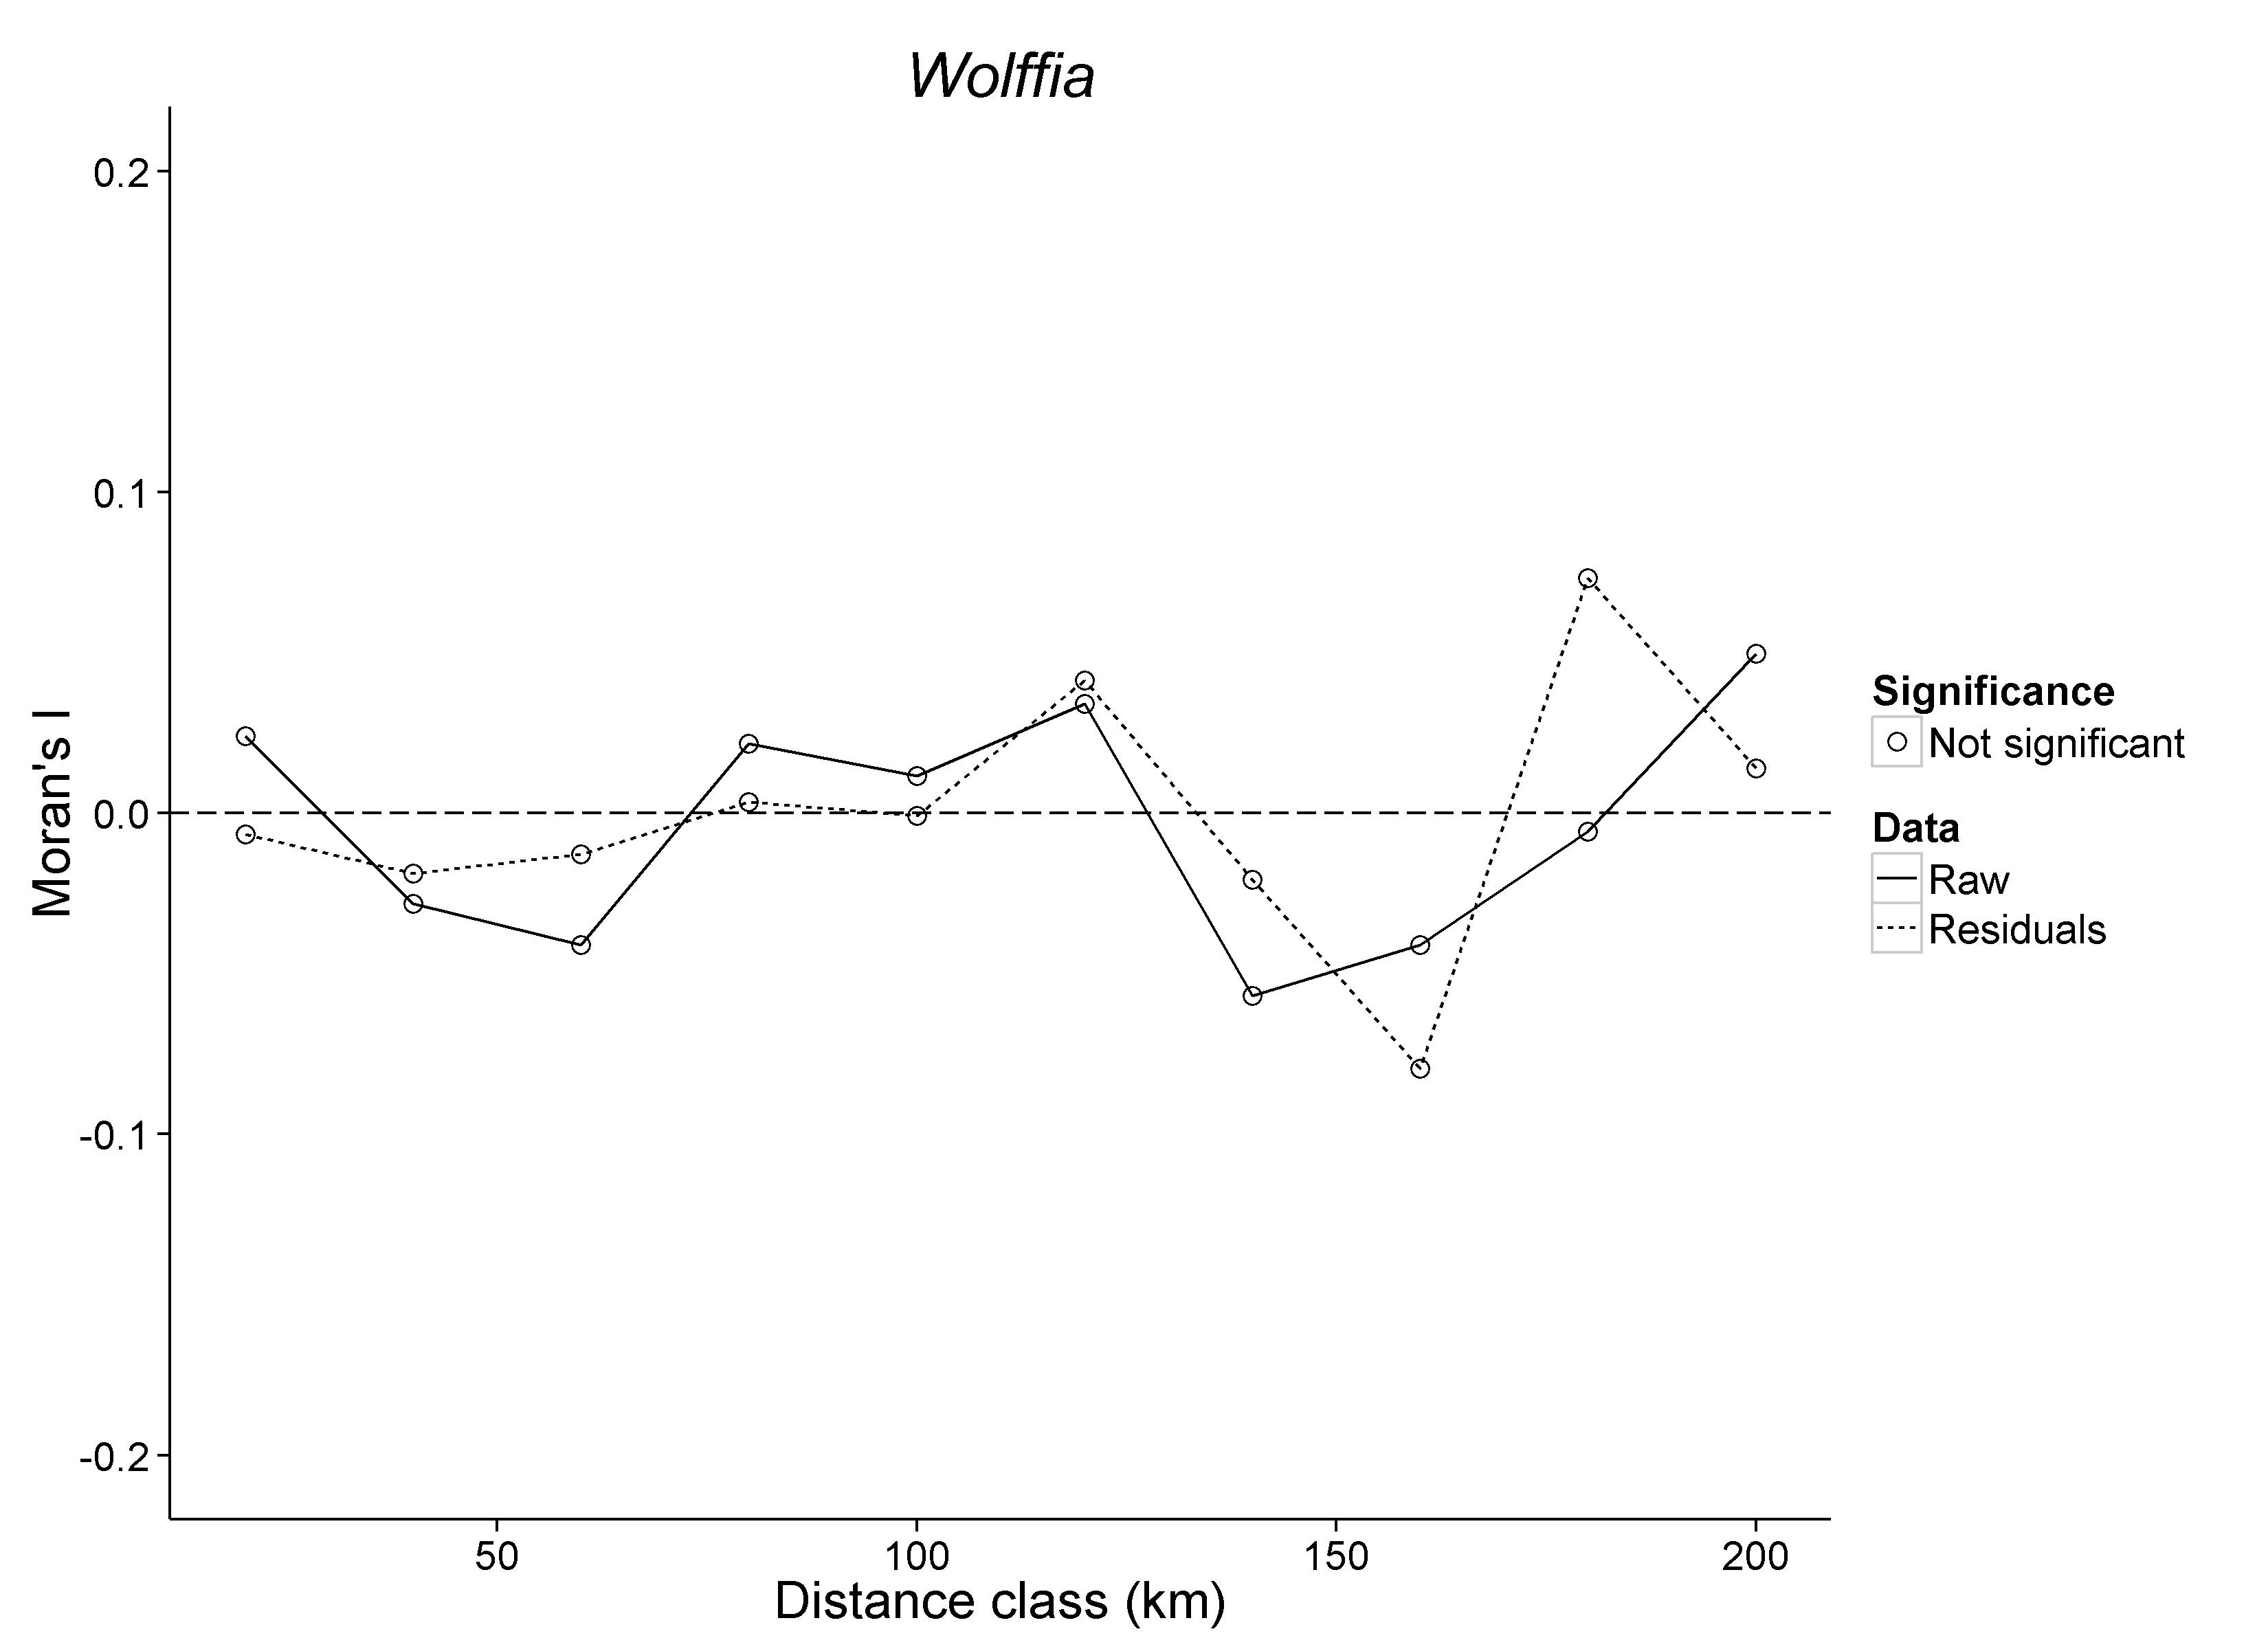 Wolffia
0.2
0.1
0.0
-0.1
-0.2
Moran's I
50 100 150 200
Distance class (km)
Significance
Not significant
Data
Raw
Residuals